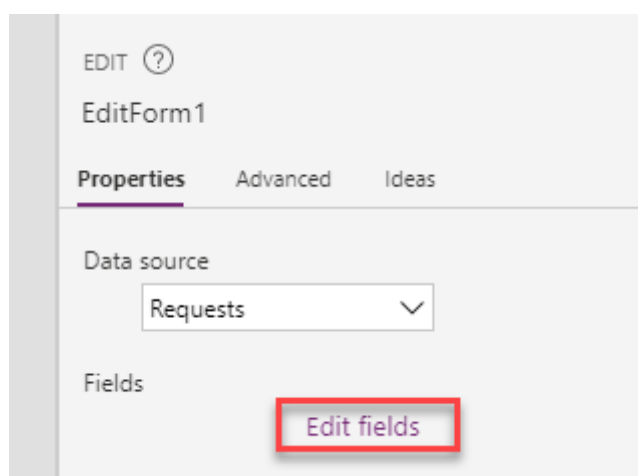 EDIT ?
EditForm1
Properties Advanced Ideas
Data source
Requests
Fields
Edit fields